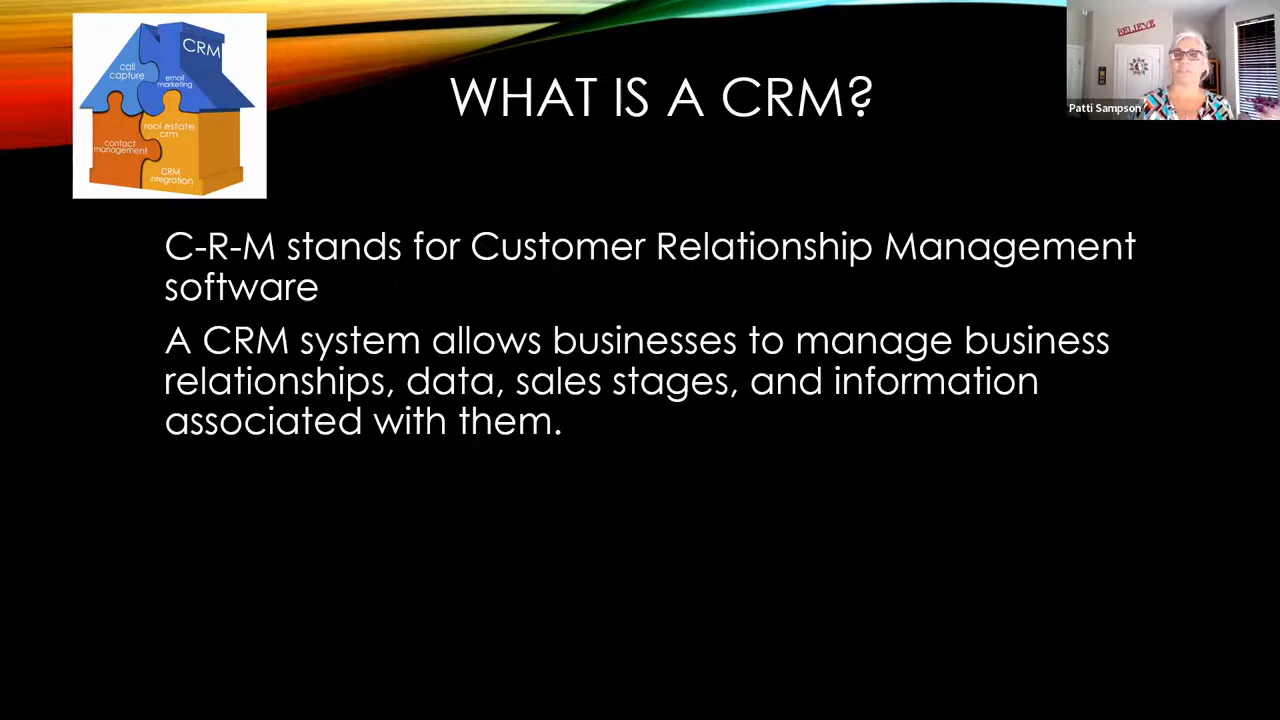 CRM
call
capture
email
marketing
real estate
crm
contact
management
CRM
integration
WHAT IS A CRM?
BELIEVE
Patti Sampson
C-R-M stands for Customer Relationship Management
software
A CRM system allows businesses to manage business
relationships, data, sales stages, and information
associated with them.